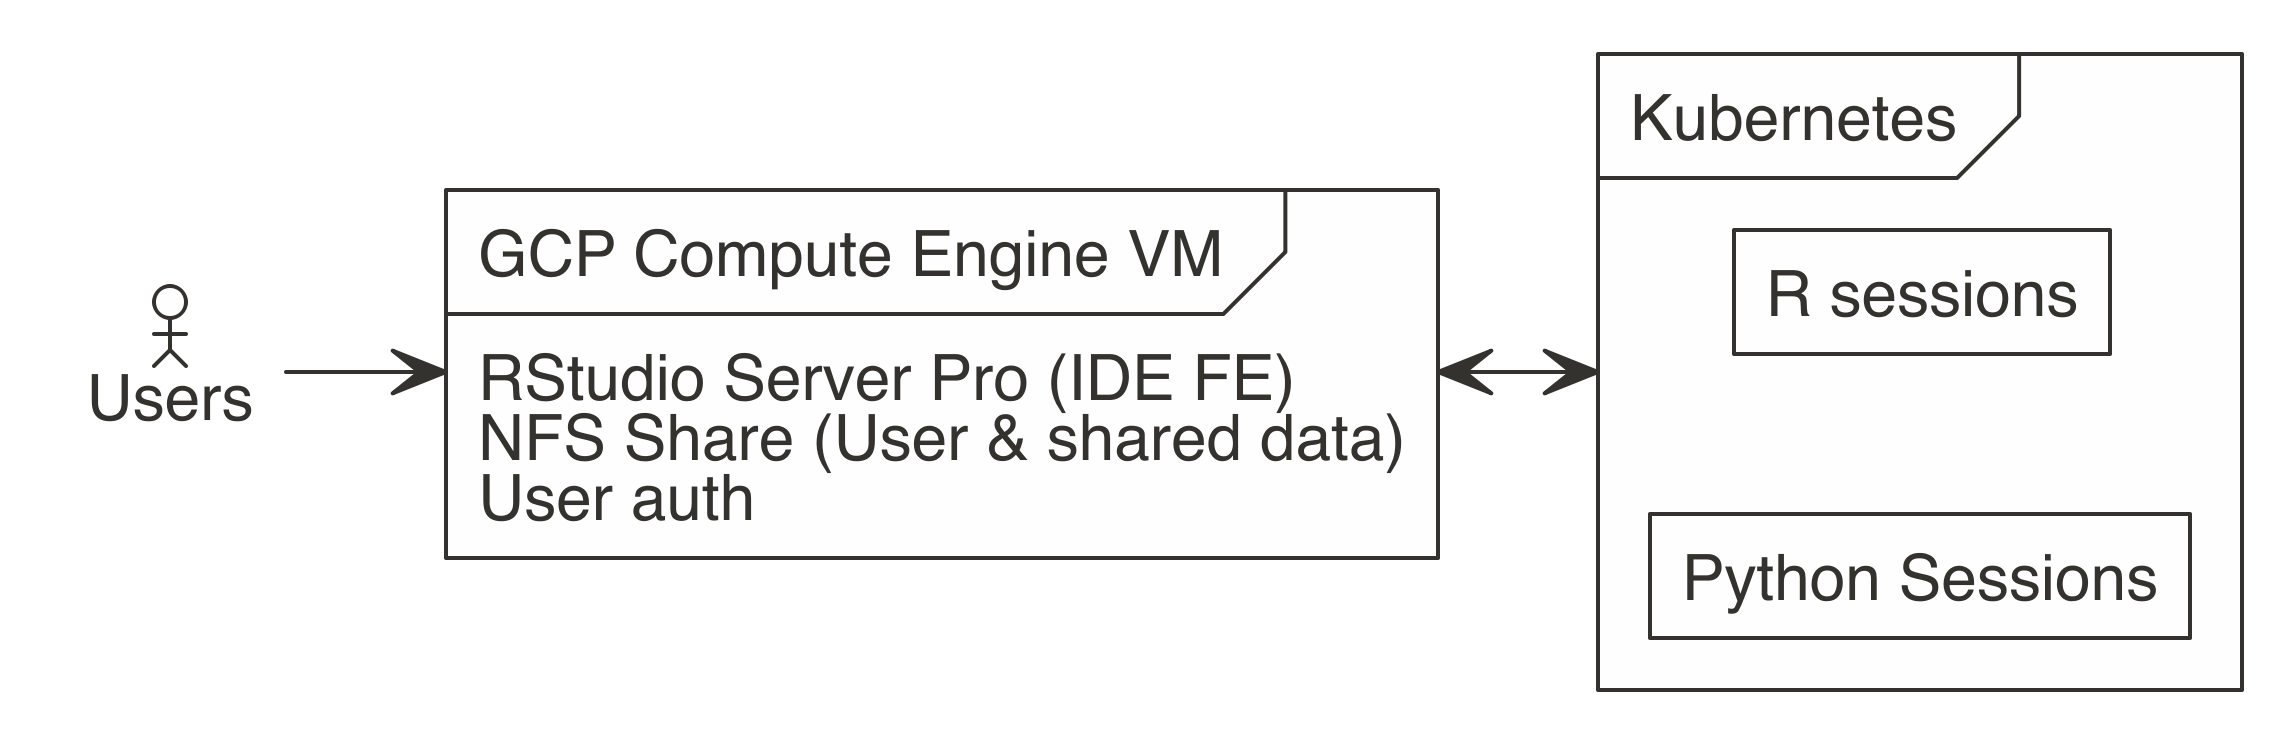 Users
GCP Compute Engine VM
RStudio Server Pro (IDE FE)
NFS Share (User & shared data)
User auth
Kubernetes
R sessions
Python Sessions